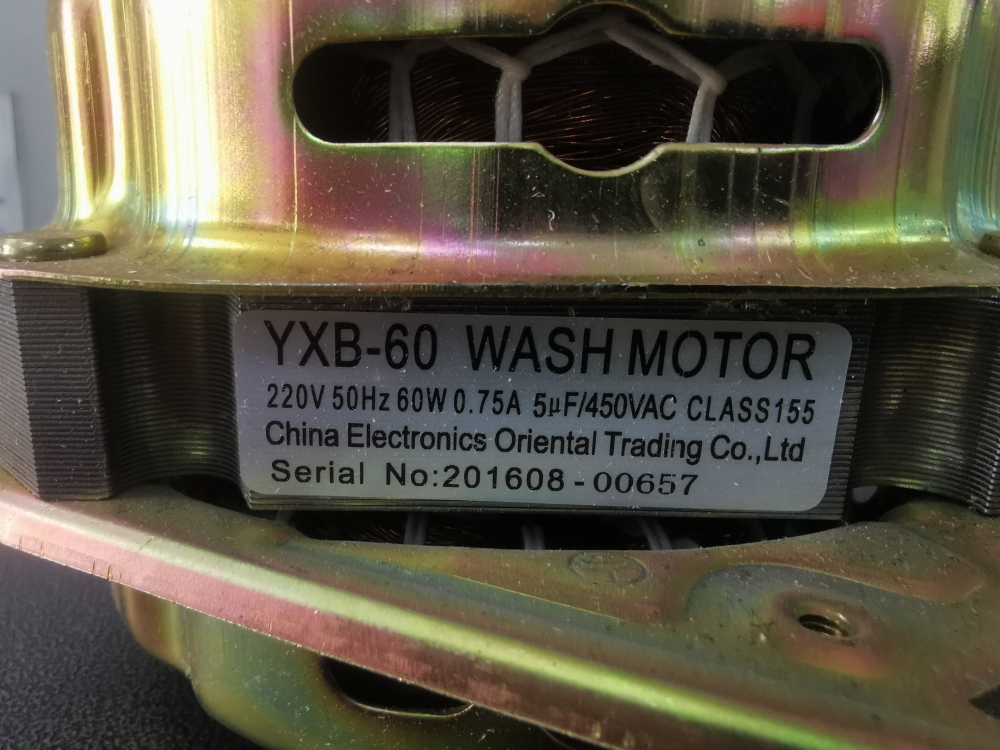 YXB-60 WASH MOTOR
220V 50Hz 60W 0.75A 5μF/450VAC CLASS155
China Electronics Oriental Trading Co.,Ltd
Serial No:201608-00657